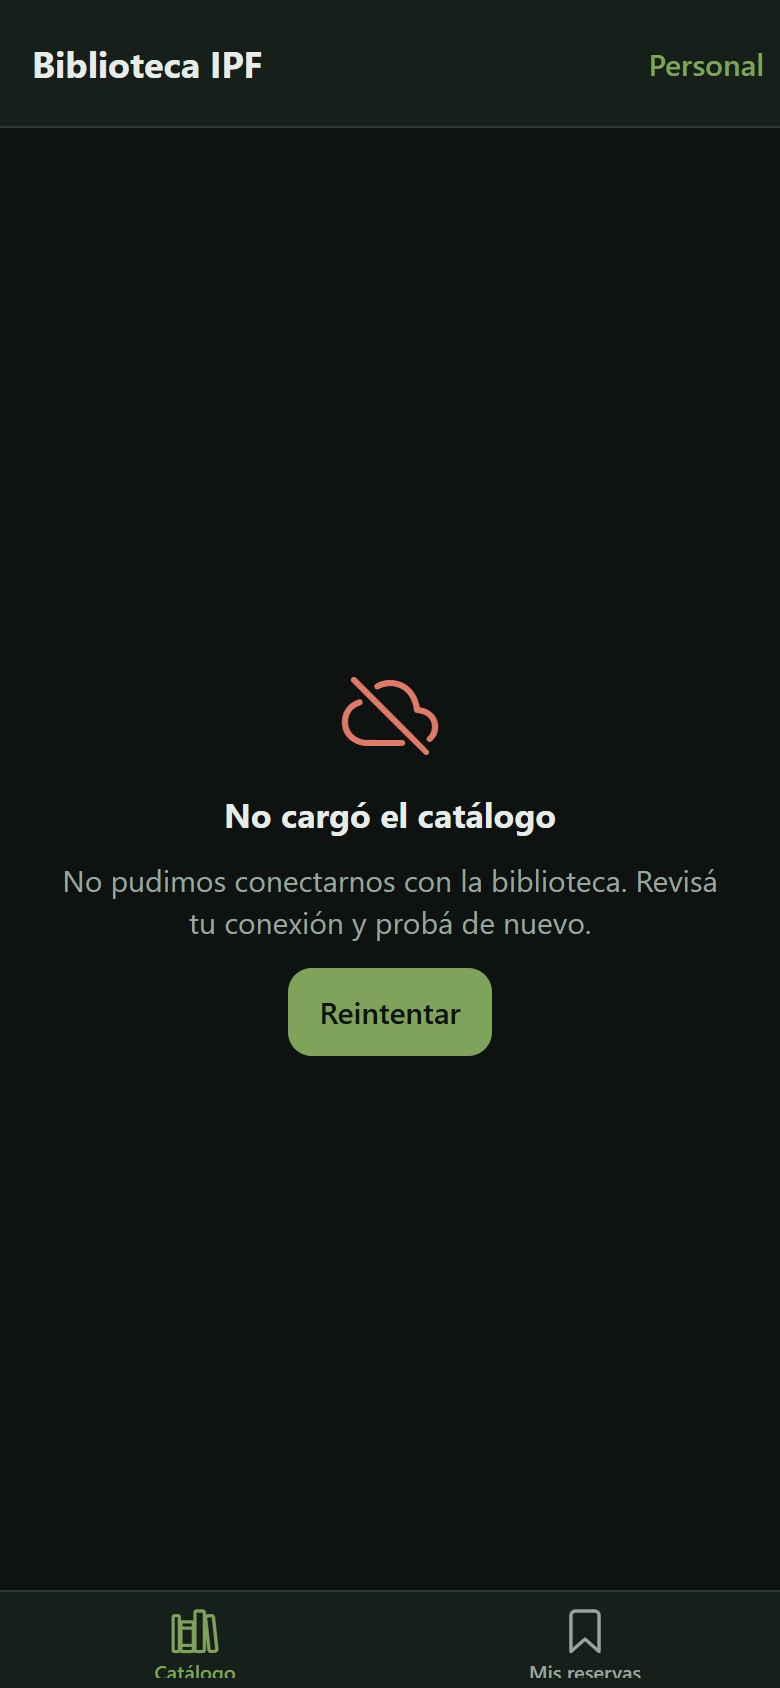 Biblioteca IPF
Personal
No cargó el catálogo
No pudimos conectarnos con la biblioteca. Revisá
tu conexión y probá de nuevo.
Reintentar
Catálogo
Mis reservas